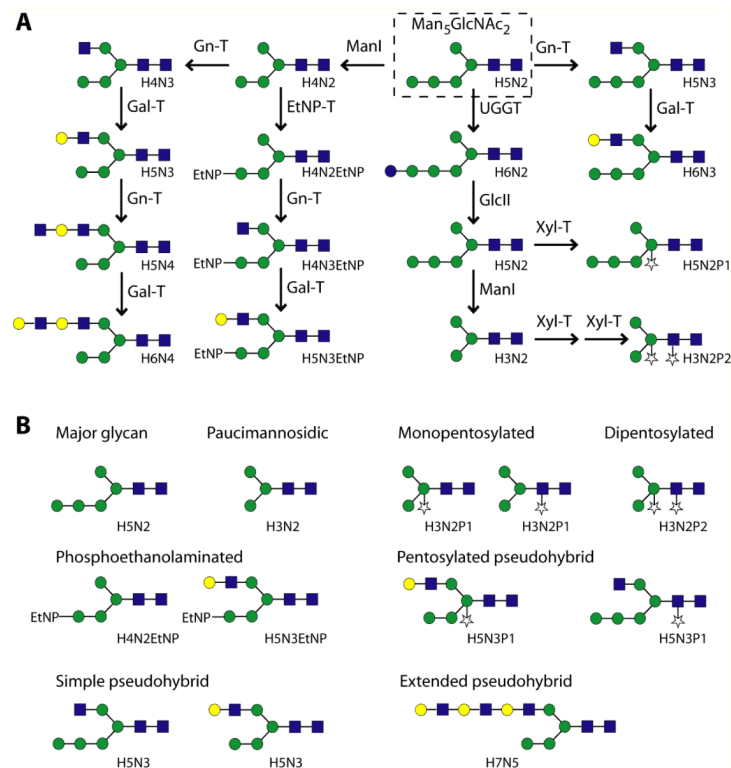 A
Man5GlcNAc2
Gn-T
ManI
Gn-T
H4N3
H4N2
H5N2
H5N3
Gal-T
EtNP-T
UGGT
Gal-T
EtNP
H5N3
H4N2EtNP
H6N2
H6N3
Gn-T
Gn-T
GlcII
Xyl-T
EtNP
H5N4
H4N3EtNP
H5N2
H5N2P1
Gal-T
Gal-T
ManI
Xyl-T
Xyl-T
EtNP
H6N4
H5N3EtNP
H3N2
H3N2P2
B
Major glycan
Paucimannosidic
Monopentosylated
Dipentosylated
H5N2
H3N2
H3N2P1
H3N2P1
H3N2P2
Phosphoethanolaminated
Pentosylated pseudohybrid
EtNP
H4N2EtNP
EtNP
H5N3EtNP
H5N3P1
H5N3P1
Simple pseudohybrid
Extended pseudohybrid
H5N3
H5N3
H7N5